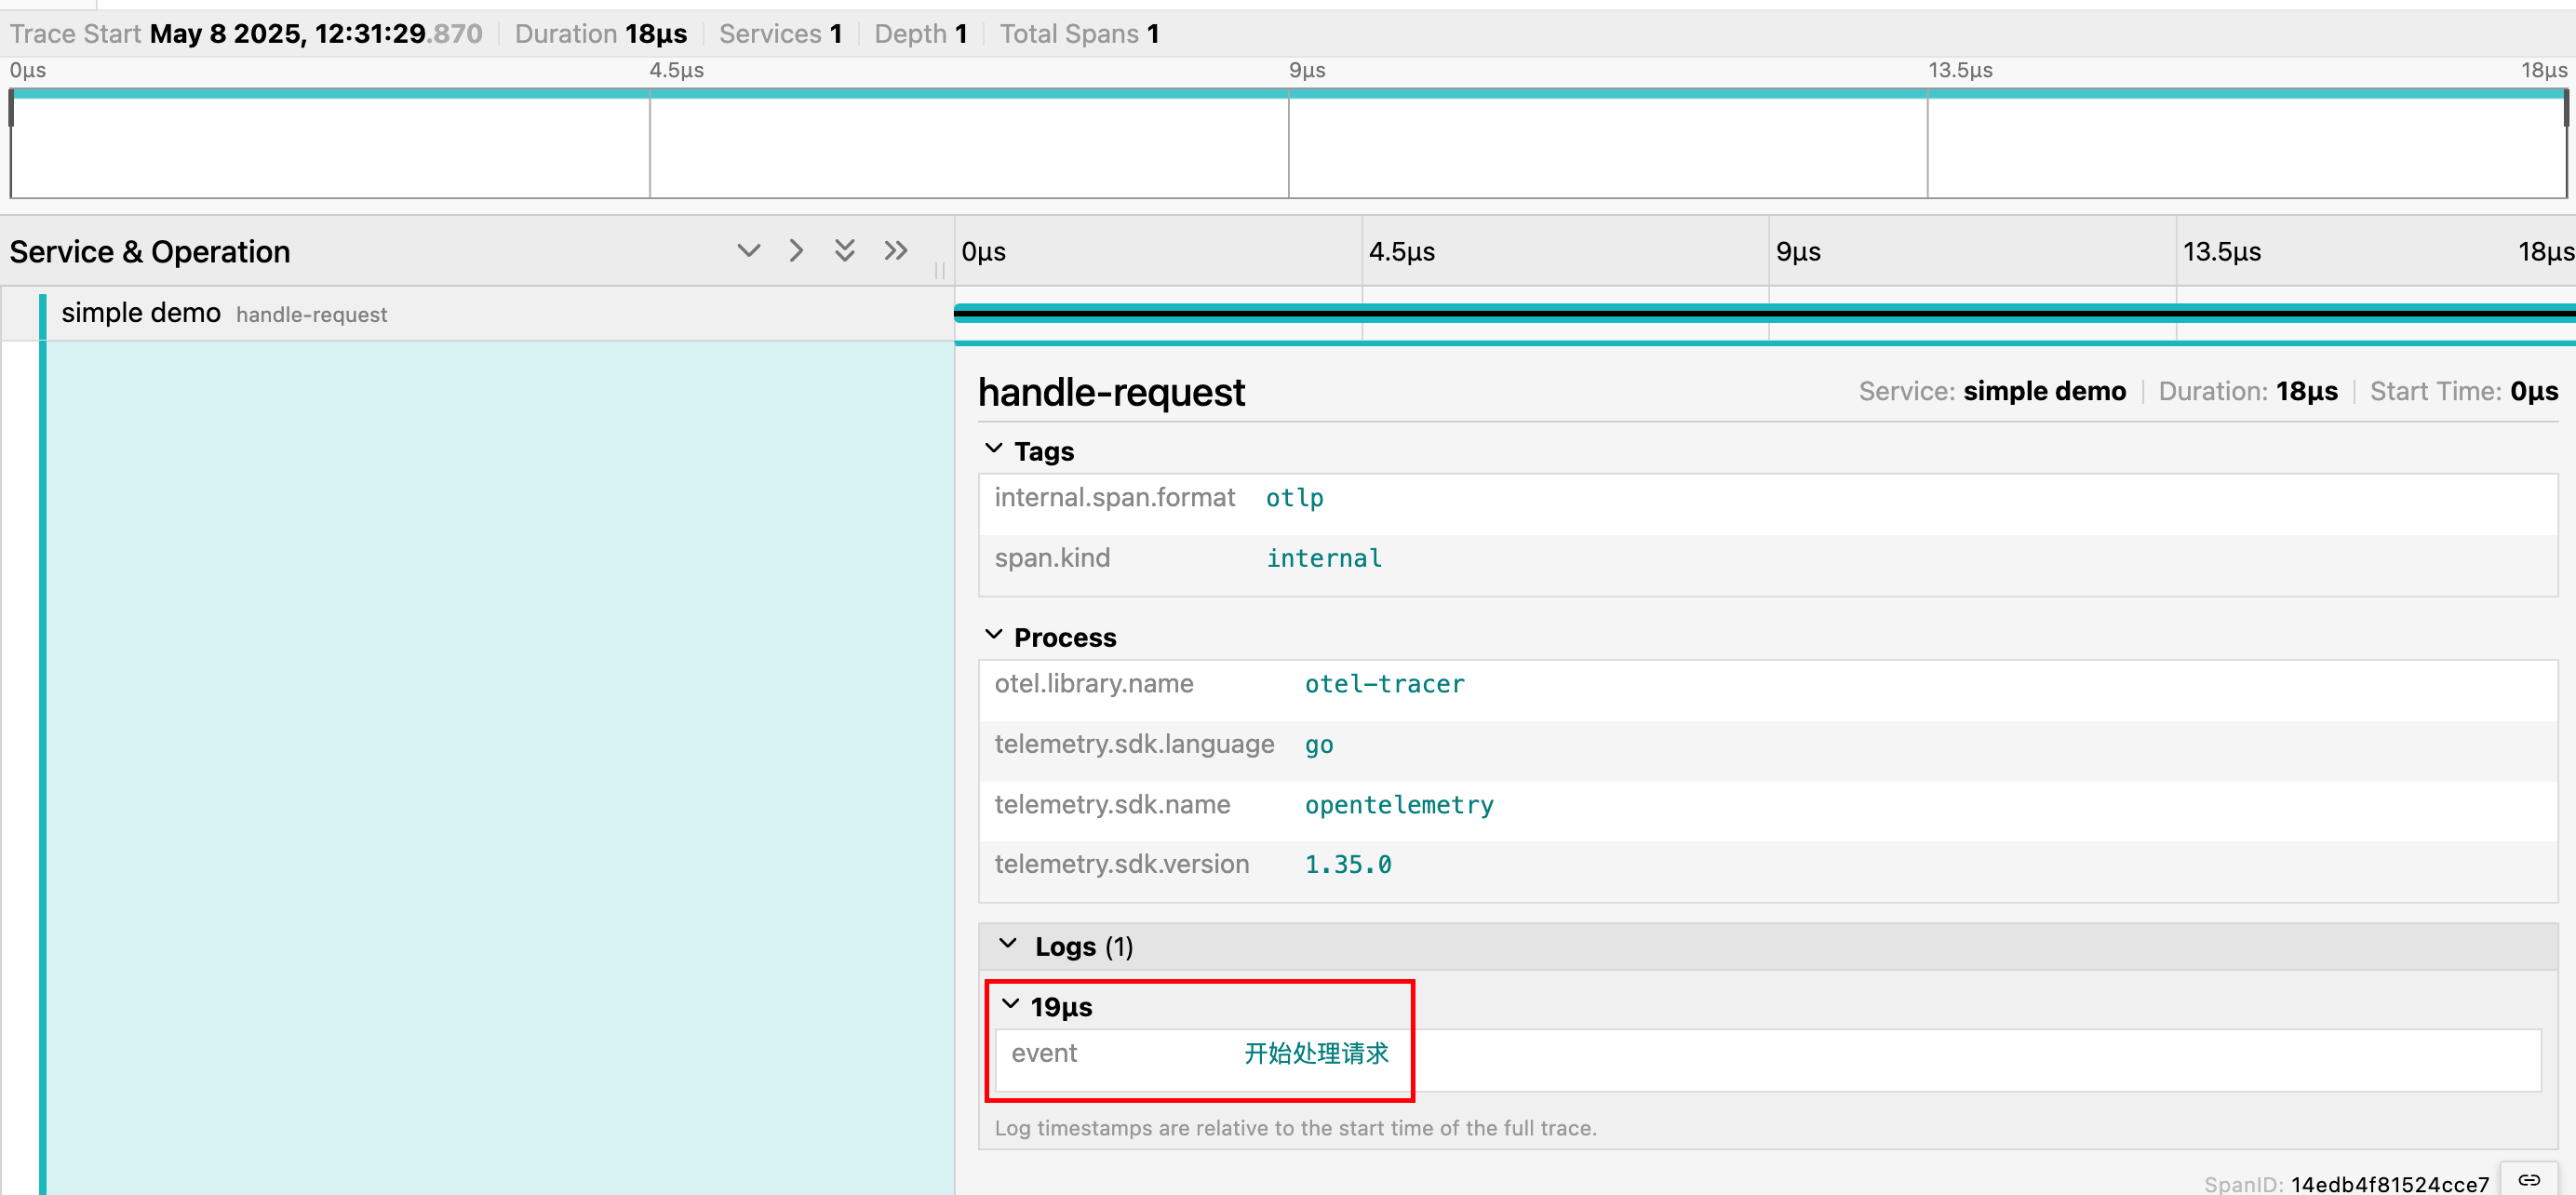 Trace Start May 8 2025, 12:31:29.870 Duration 18μs Services 1 Depth 1 Total Spans 1
0μs 4.5μs 9μs 13.5μs 18μs
Service & Operation 0μs 4.5μs 9μs 13.5μs 18μs
simple demo handle-request
handle-request Service: simple demo Duration: 18μs Start Time: 0μs
Tags
internal.span.format otlp
span.kind internal
Process
otel.library.name otel-tracer
telemetry.sdk.language go
telemetry.sdk.name opentelemetry
telemetry.sdk.version 1.35.0
Logs (1)
19μs
event 开始处理请求
Log timestamps are relative to the start time of the full trace.
SpanID: 14edb4f81524cce7